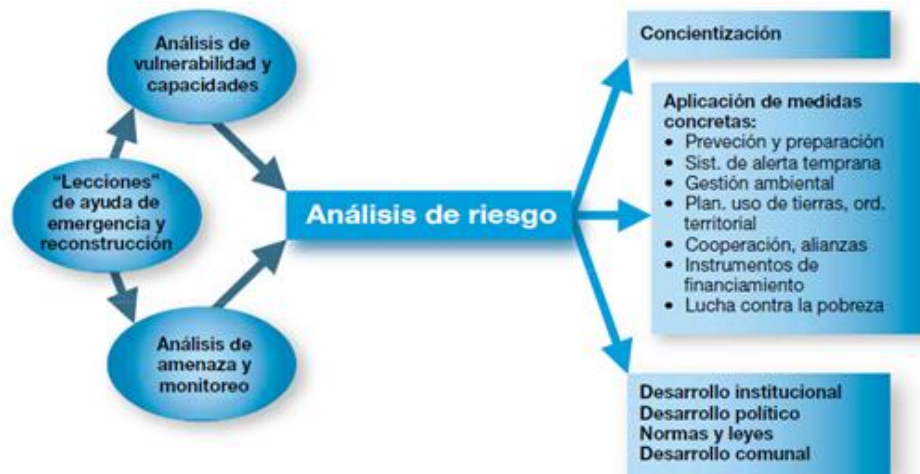 Análisis de
vulnerabilidad y
capacidades
"Lecciones"
de ayuda de
emergencia y
reconstrucción
Análisis de
amenaza y
monitoreo
Análisis de riesgo
Concientización
Aplicación de medidas
concretas:
• Preveción y preparación
• Sist. de alerta temprana
• Gestión ambiental
• Plan. uso de tierras, ord.
territorial
• Cooperación, alianzas
• Instrumentos de
financiamiento
• Lucha contra la pobreza
Desarrollo institucional
Desarrollo político
Normas y leyes
Desarrollo comunal